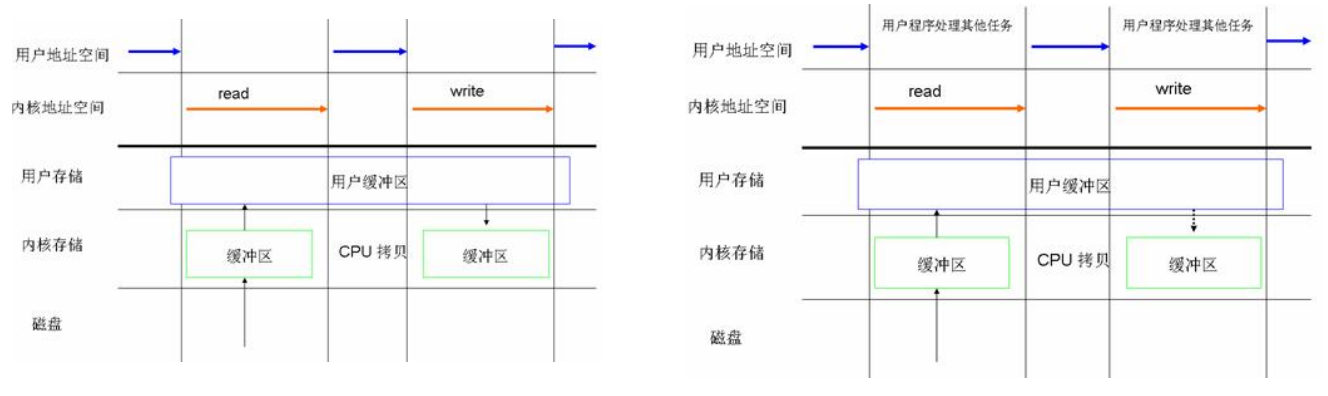 用户地址空间
内核地址空间
read
write
用户存储
用户缓冲区
内核存储
缓冲区
CPU 拷贝
缓冲区
磁盘
用户程序处理其他任务
用户程序处理其他任务
用户地址空间
内核地址空间
read
write
用户存储
用户缓冲区
内核存储
缓冲区
CPU 拷贝
缓冲区
磁盘